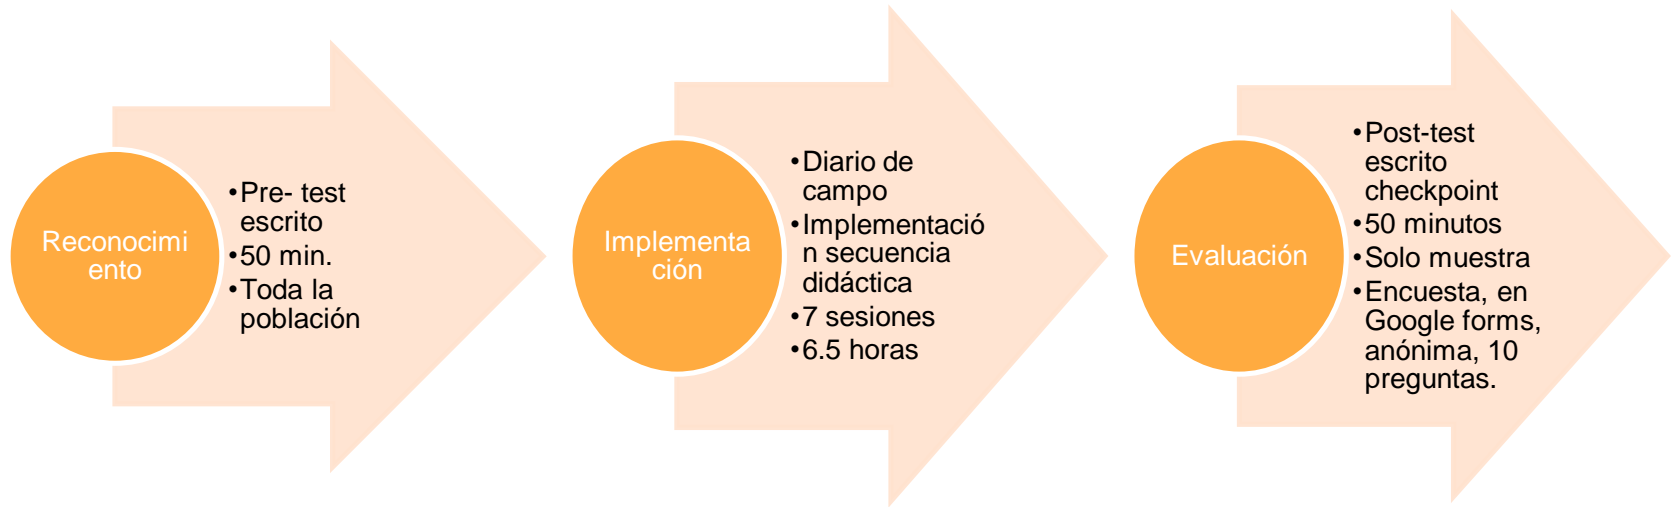 Reconocimi
ento
•Pre- test
escrito
•50 min.
•Toda la
población
Implementa
ción
•Diario de
campo
•Implementació
n secuencia
didáctica
•7 sesiones
•6.5 horas
Evaluación
•Post-test
escrito
checkpoint
•50 minutos
•Solo muestra
•Encuesta, en
Google forms,
anónima, 10
preguntas.